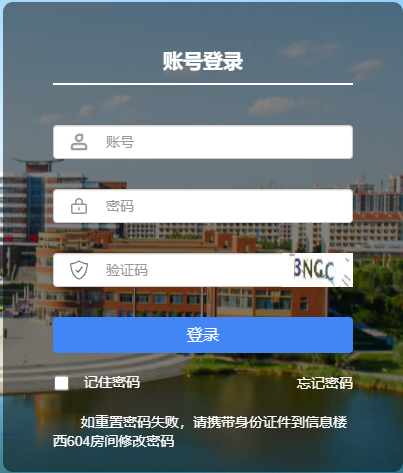 账号登录
账号
密码
验证码
BNGC
登录
记住密码
忘记密码
如重置密码失败，请携带身份证件到信息楼
西604房间修改密码